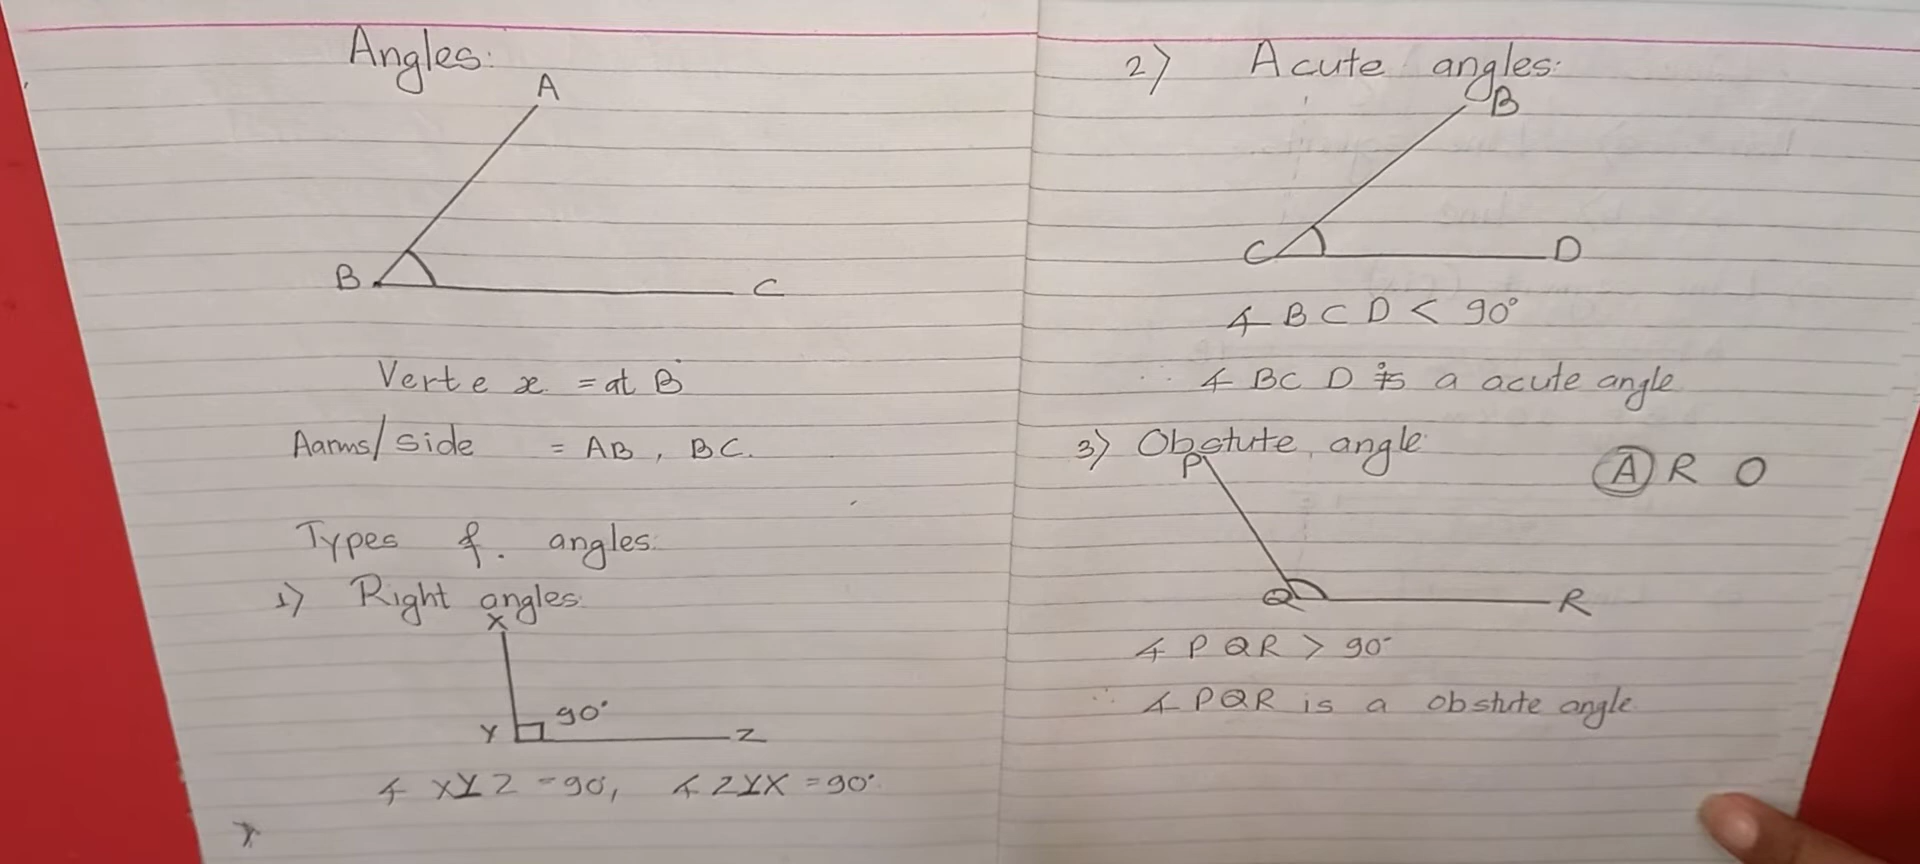 Angles:
A
B
C
Vertex = at B
Aarms/side = AB, BC.
Types of. angles:
1) Right angles:
X
90°
Y
Z
∡ XYZ = 90, ∡ ZYX = 90°
2) Acute angles:
B
C
D
∡ BCD < 90°
∴ ∡ BCD is a acute angle
3) Obstute angle
A R O
P
Q
R
∡ PQR > 90°
∴ ∡ PQR is a obstute angle